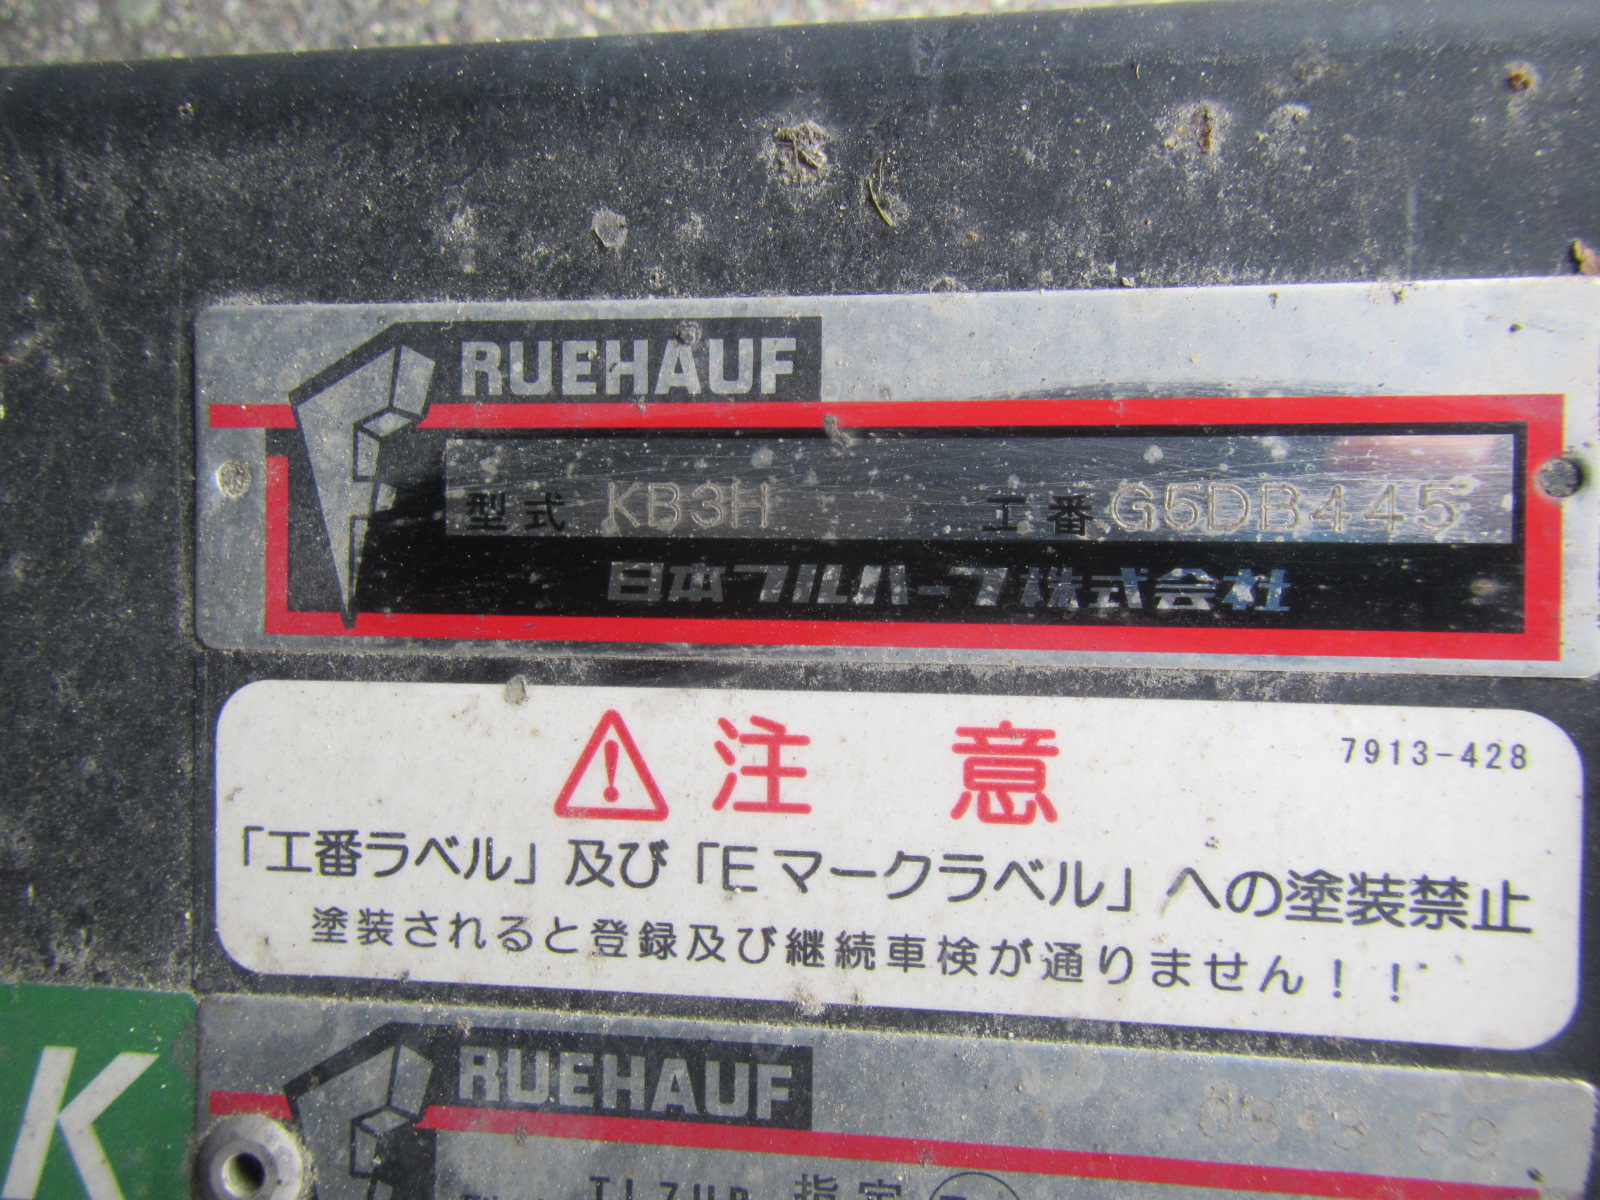 FRUEHAUF
型式 KB3H 工番 G5DB445
日本フルハーフ株式会社
⚠ 注意 7913-428
「工番ラベル」及び「Eマークラベル」への塗装禁止
塗装されると登録及び継続車検が通りません!!
FRUEHAUF
K